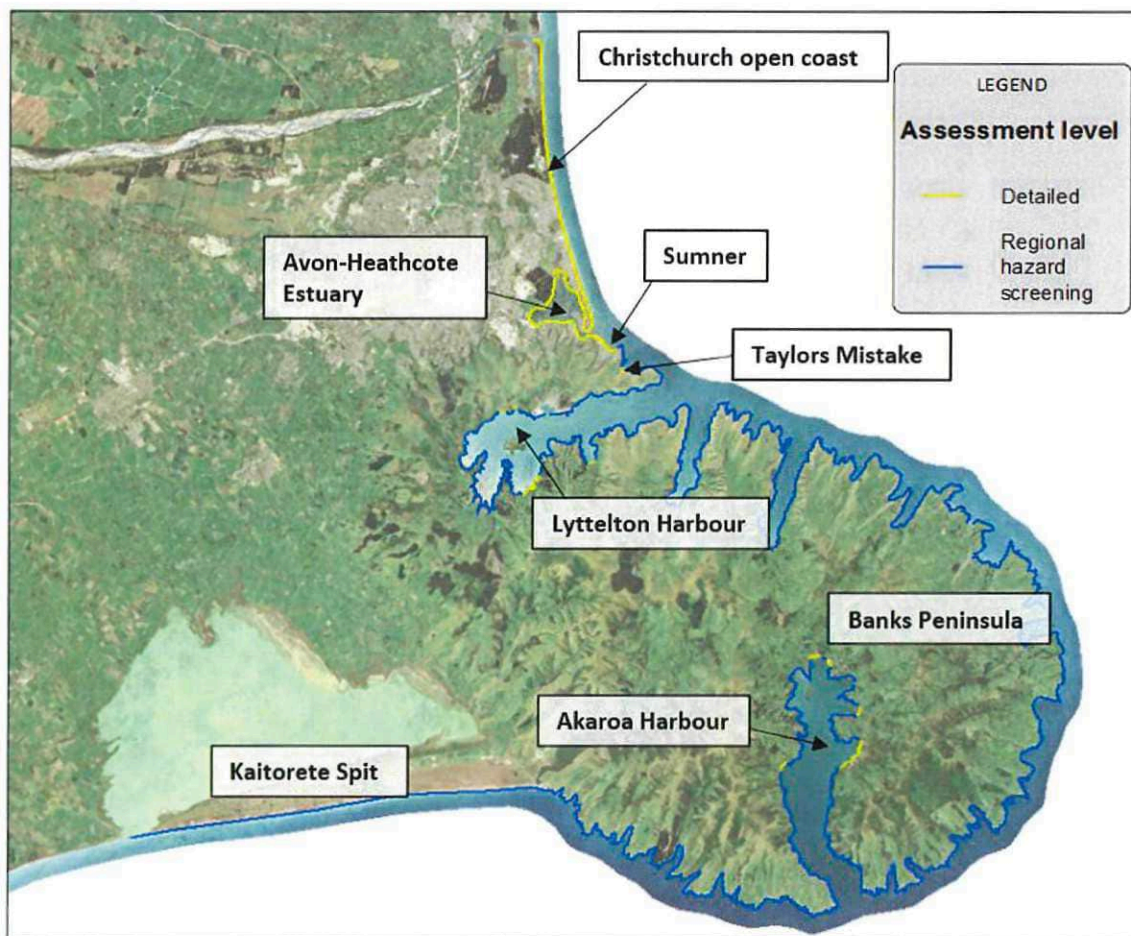 Christchurch open coast
LEGEND
Assessment level
Detailed
Regional
hazard
screening
Avon-Heathcote
Estuary
Sumner
Taylors Mistake
Lyttelton Harbour
Banks Peninsula
Akaroa Harbour
Kaitorete Spit